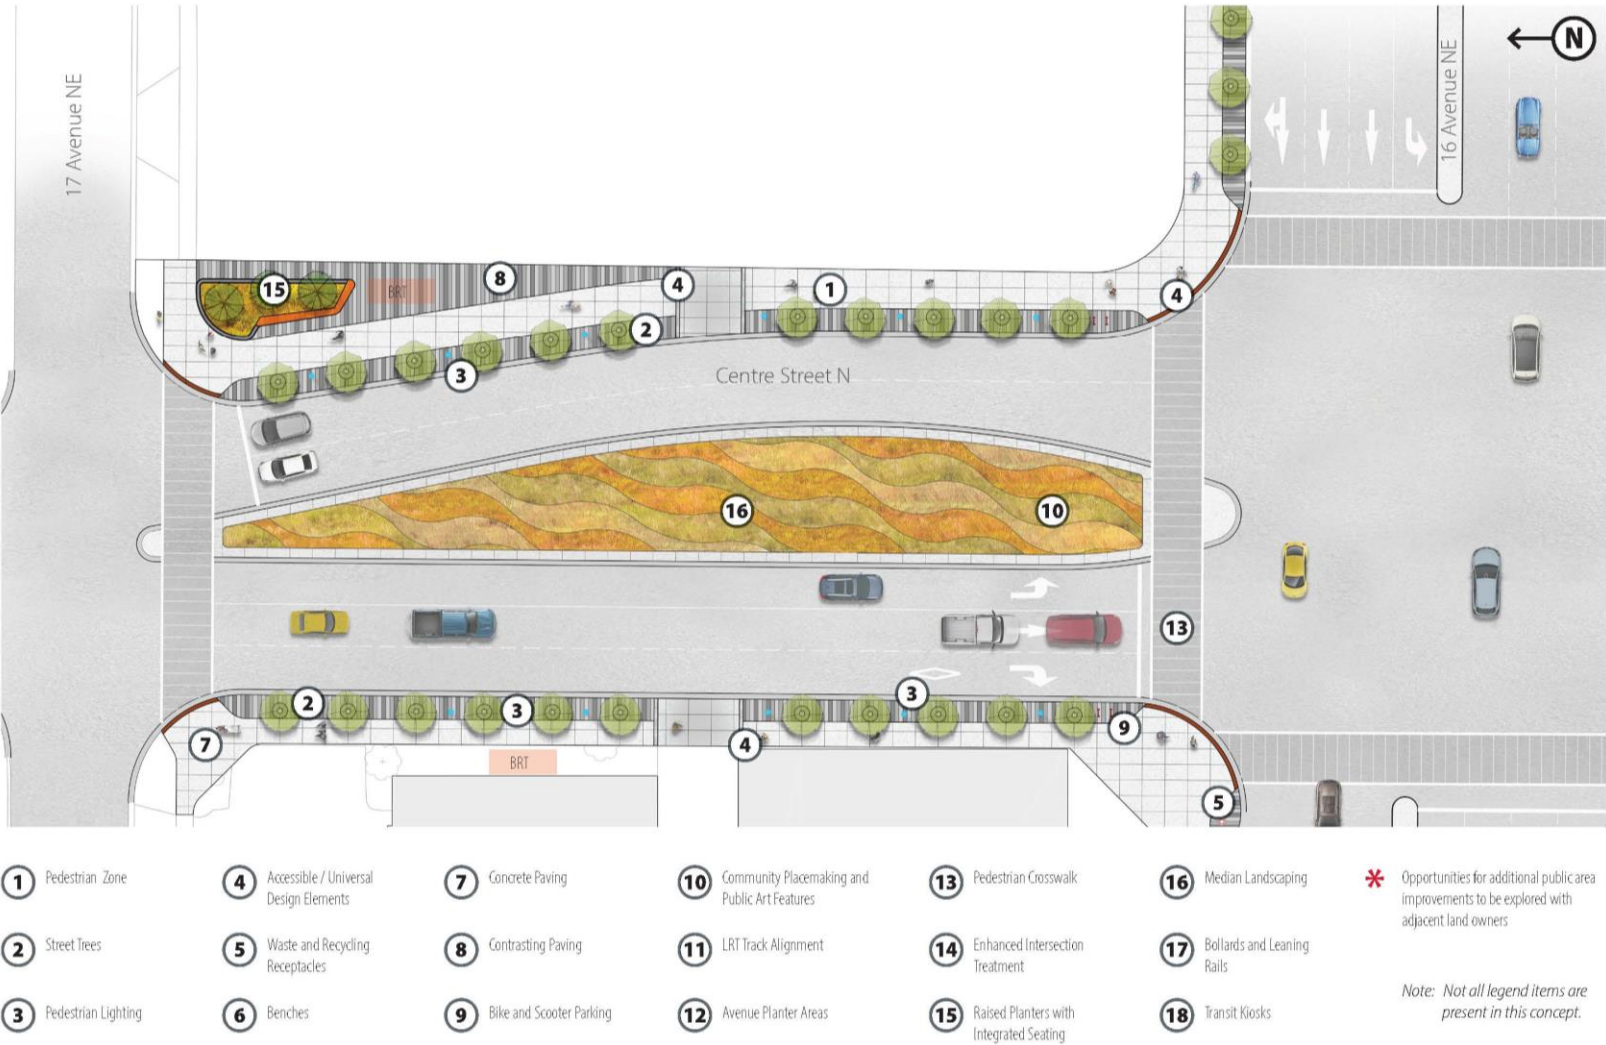 N
17 Avenue NE
16 Avenue NE
15
BRT
8
4
1
4
2
3
Centre Street N
16
10
13
2
3
3
9
7
4
BRT
5
1 Pedestrian Zone
2 Street Trees
3 Pedestrian Lighting
4 Accessible / Universal
Design Elements
5 Waste and Recycling
Receptacles
6 Benches
7 Concrete Paving
8 Contrasting Paving
9 Bike and Scooter Parking
10 Community Placemaking and
Public Art Features
11 LRT Track Alignment
12 Avenue Planter Areas
13 Pedestrian Crosswalk
14 Enhanced Intersection
Treatment
15 Raised Planters with
Integrated Seating
16 Median Landscaping
17 Bollards and Leaning
Rails
18 Transit Kiosks
* Opportunities for additional public area
improvements to be explored with
adjacent land owners
Note: Not all legend items are
present in this concept.